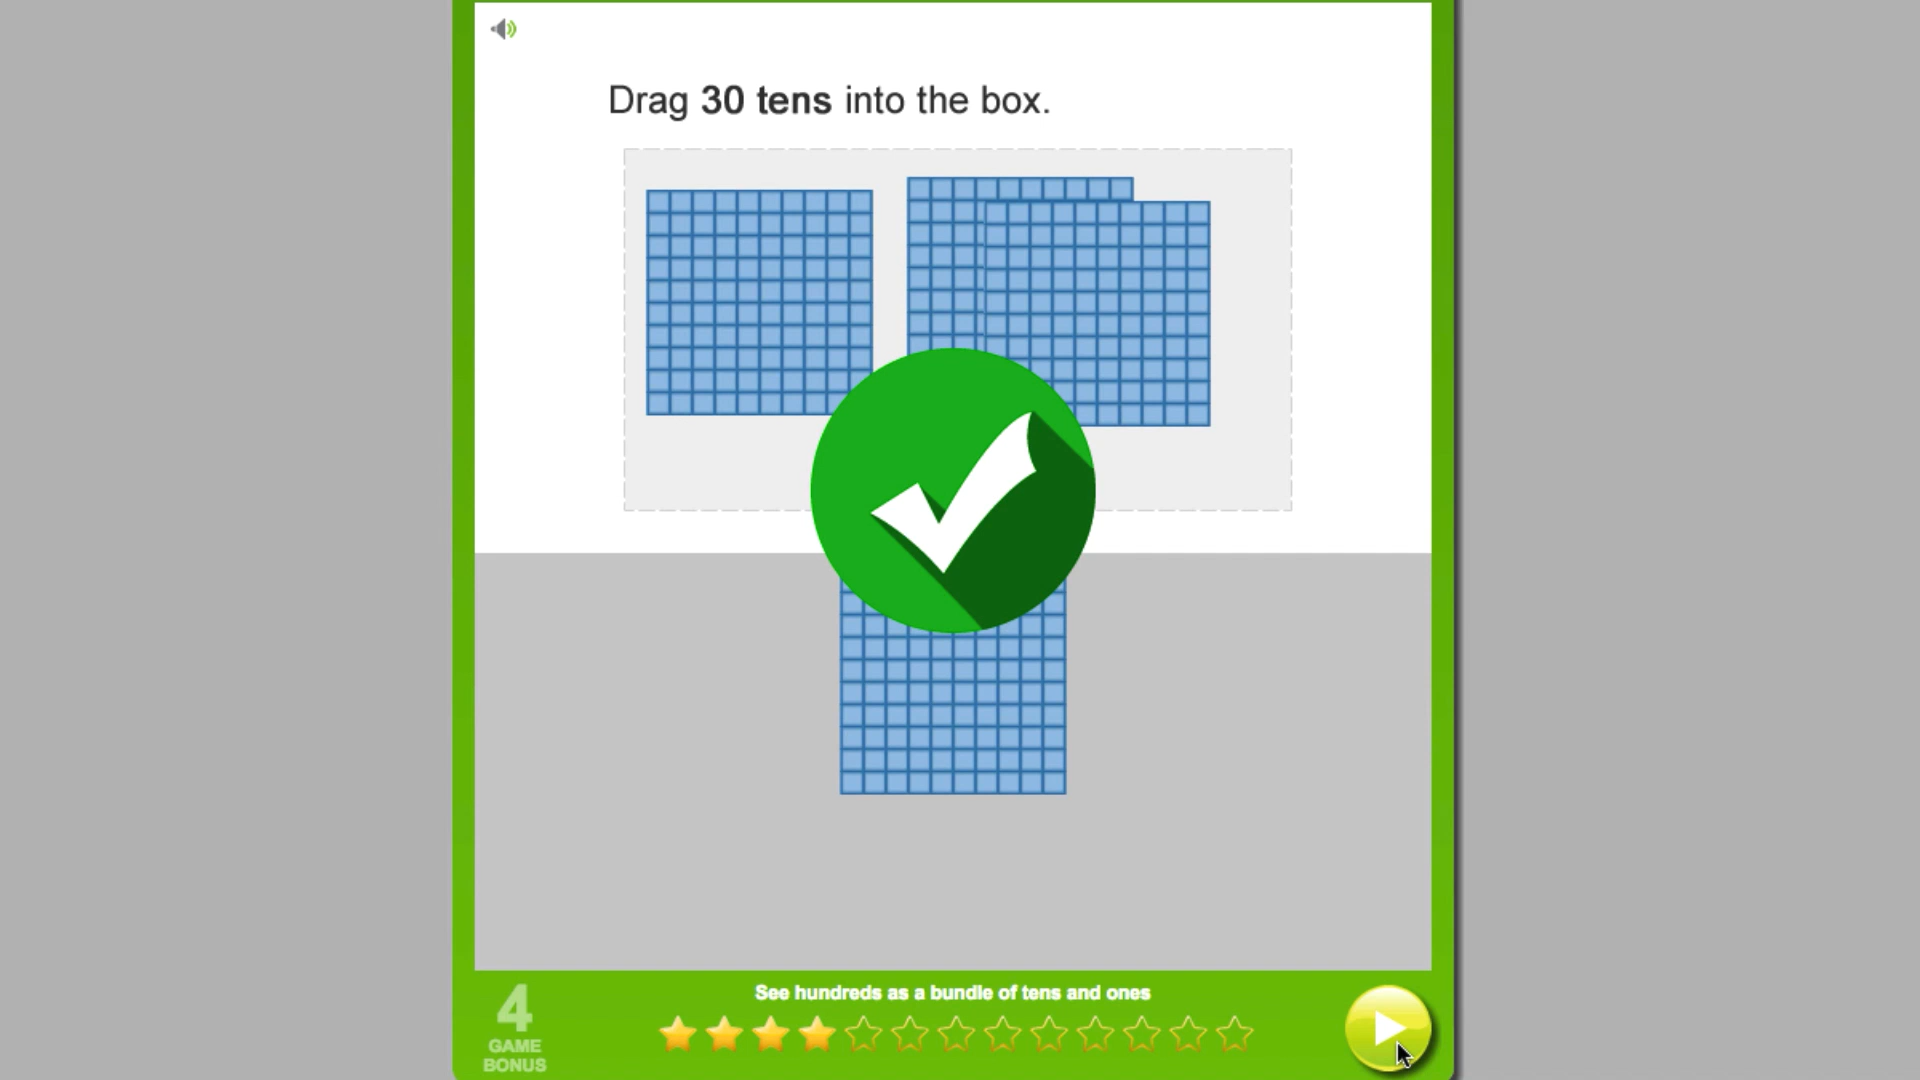 Drag 30 tens into the box.
See hundreds as a bundle of tens and ones
4
GAME
BONUS